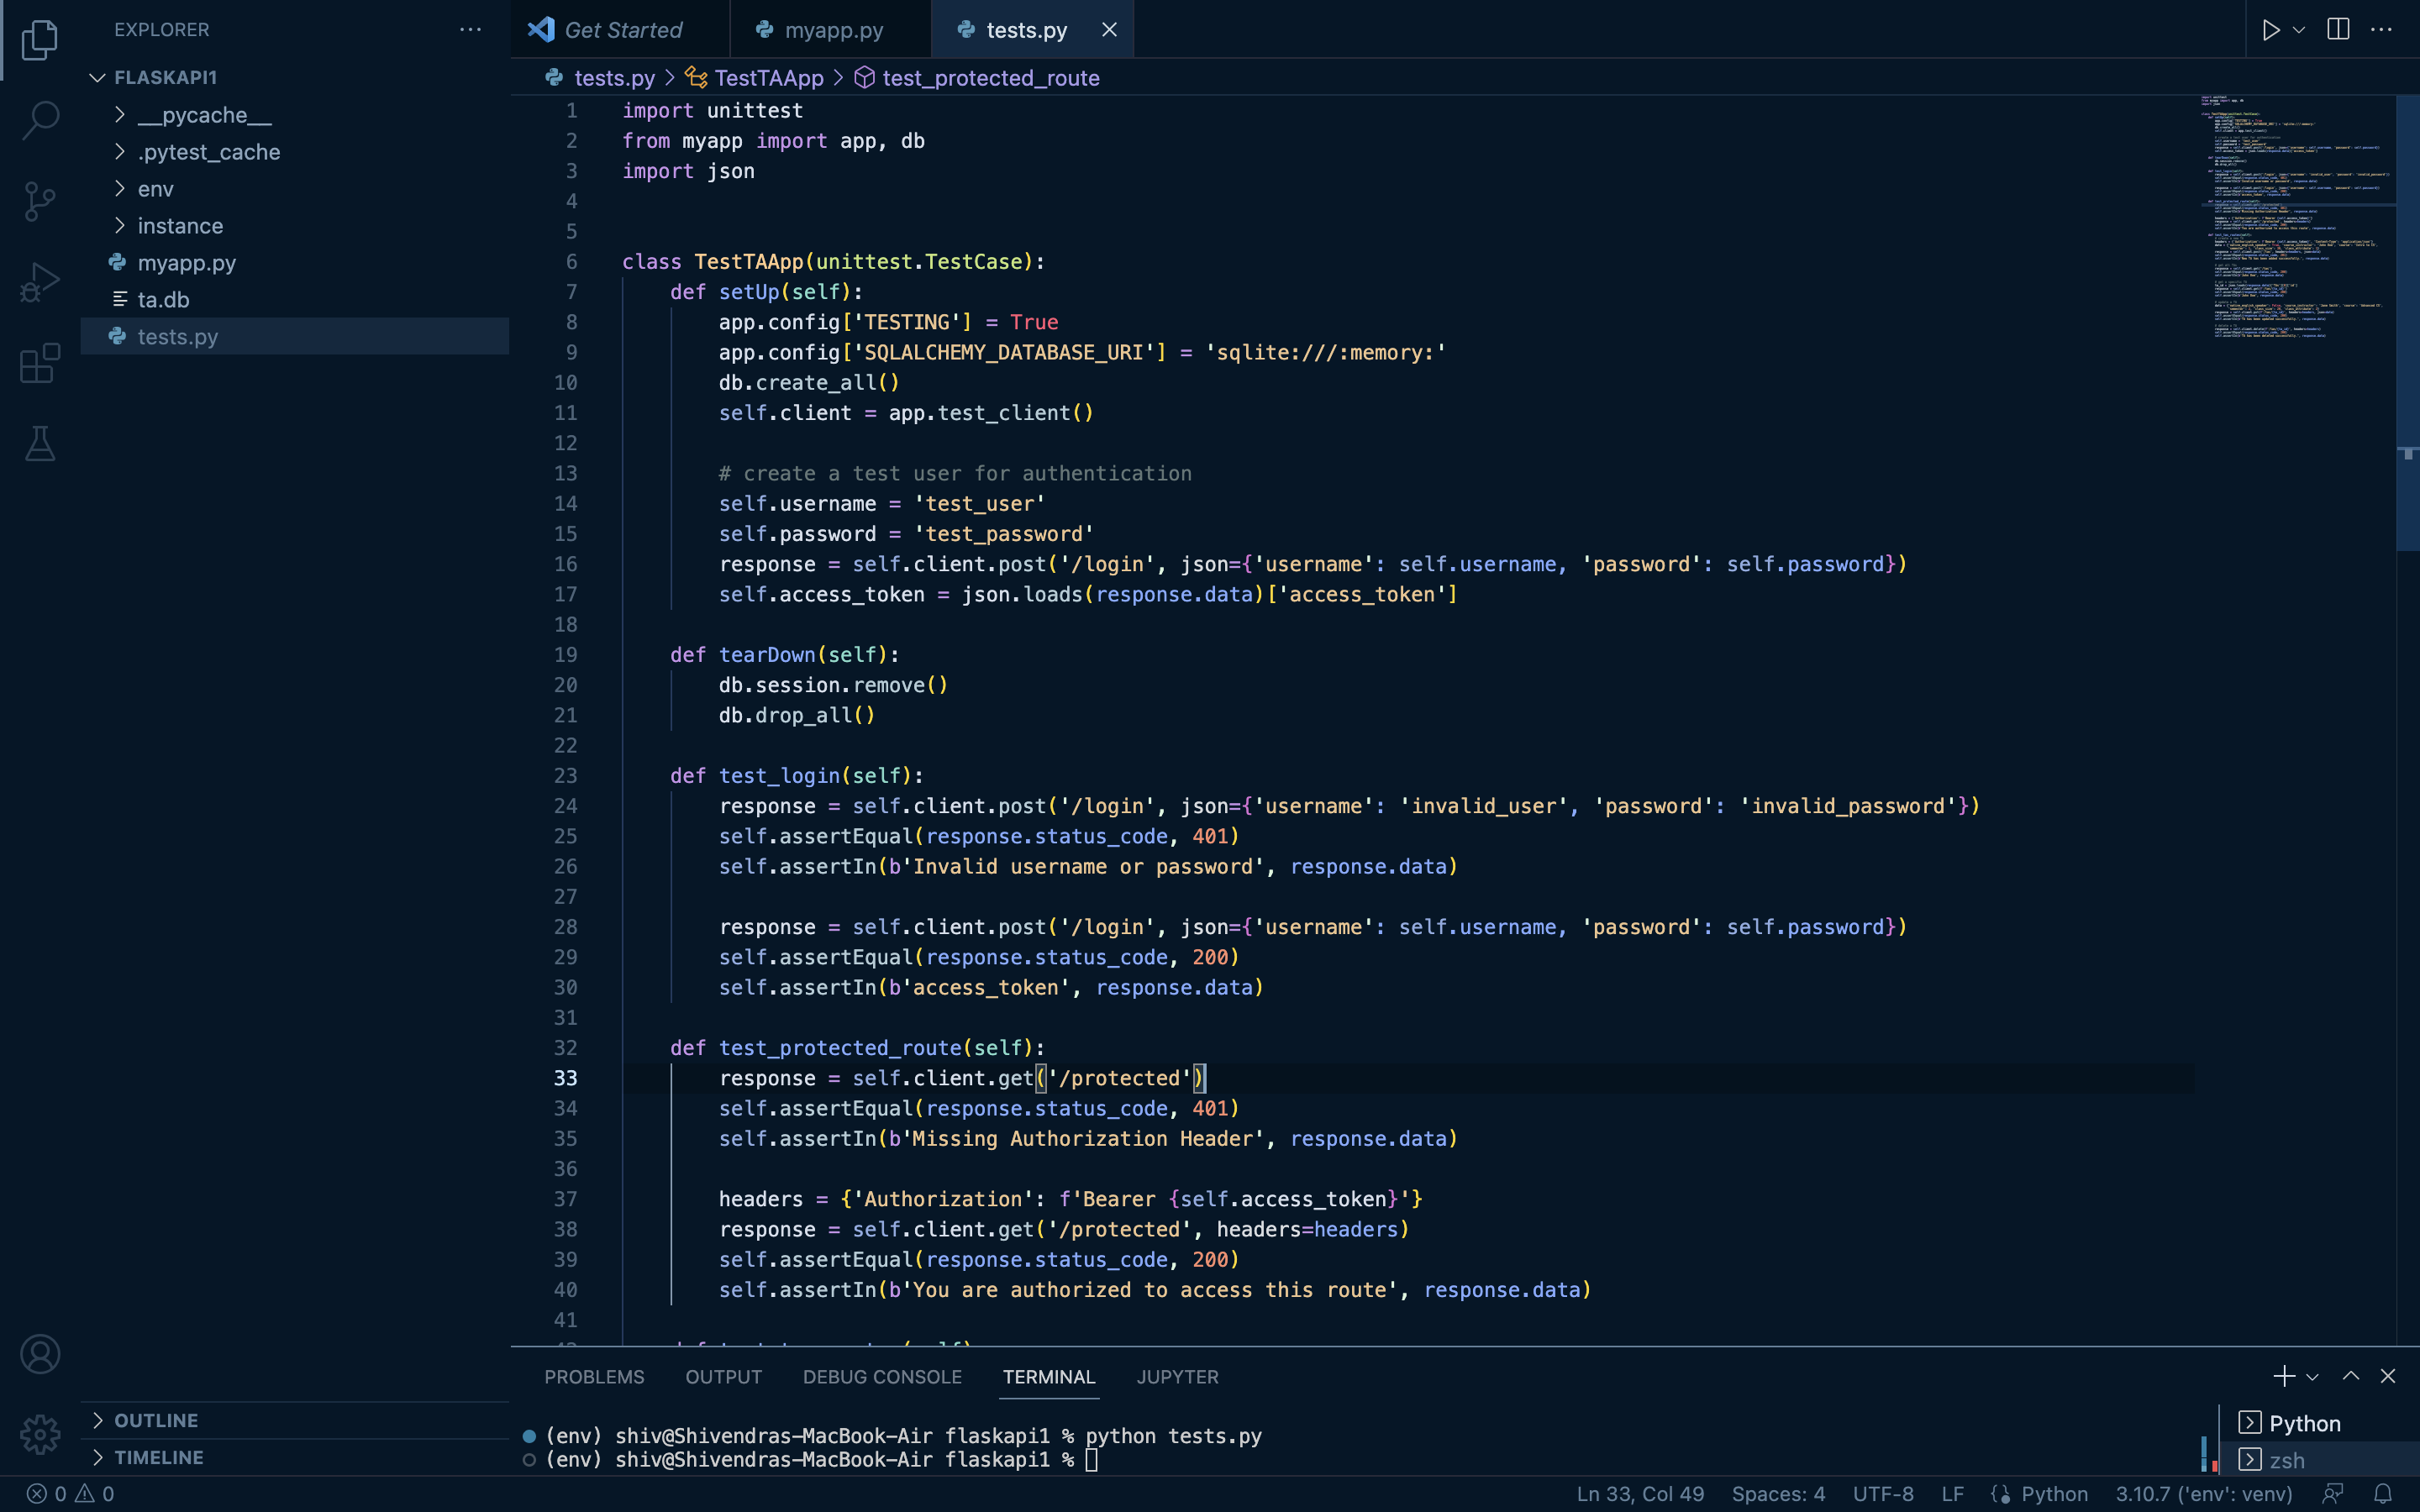 EXPLORER
FLASKAPI1
__pycache__
.pytest_cache
env
instance
myapp.py
ta.db
tests.py
OUTLINE
TIMELINE
Get Started
myapp.py
tests.py
tests.py > TestTAApp > test_protected_route
1 import unittest
2 from myapp import app, db
3 import json
4
5
6 class TestTAApp(unittest.TestCase):
7 def setUp(self):
8 app.config['TESTING'] = True
9 app.config['SQLALCHEMY_DATABASE_URI'] = 'sqlite:///:memory:'
10 db.create_all()
11 self.client = app.test_client()
12
13 # create a test user for authentication
14 self.username = 'test_user'
15 self.password = 'test_password'
16 response = self.client.post('/login', json={'username': self.username, 'password': self.password})
17 self.access_token = json.loads(response.data)['access_token']
18
19 def tearDown(self):
20 db.session.remove()
21 db.drop_all()
22
23 def test_login(self):
24 response = self.client.post('/login', json={'username': 'invalid_user', 'password': 'invalid_password'})
25 self.assertEqual(response.status_code, 401)
26 self.assertIn(b'Invalid username or password', response.data)
27
28 response = self.client.post('/login', json={'username': self.username, 'password': self.password})
29 self.assertEqual(response.status_code, 200)
30 self.assertIn(b'access_token', response.data)
31
32 def test_protected_route(self):
33 response = self.client.get('/protected')
34 self.assertEqual(response.status_code, 401)
35 self.assertIn(b'Missing Authorization Header', response.data)
36
37 headers = {'Authorization': f'Bearer {self.access_token}'}
38 response = self.client.get('/protected', headers=headers)
39 self.assertEqual(response.status_code, 200)
40 self.assertIn(b'You are authorized to access this route', response.data)
41
PROBLEMS OUTPUT DEBUG CONSOLE TERMINAL JUPYTER
(env) shiv@Shivendras-MacBook-Air flaskapi1 % python tests.py
(env) shiv@Shivendras-MacBook-Air flaskapi1 %
Python
zsh
0 0
Ln 33, Col 49 Spaces: 4 UTF-8 LF Python 3.10.7 ('env': venv)